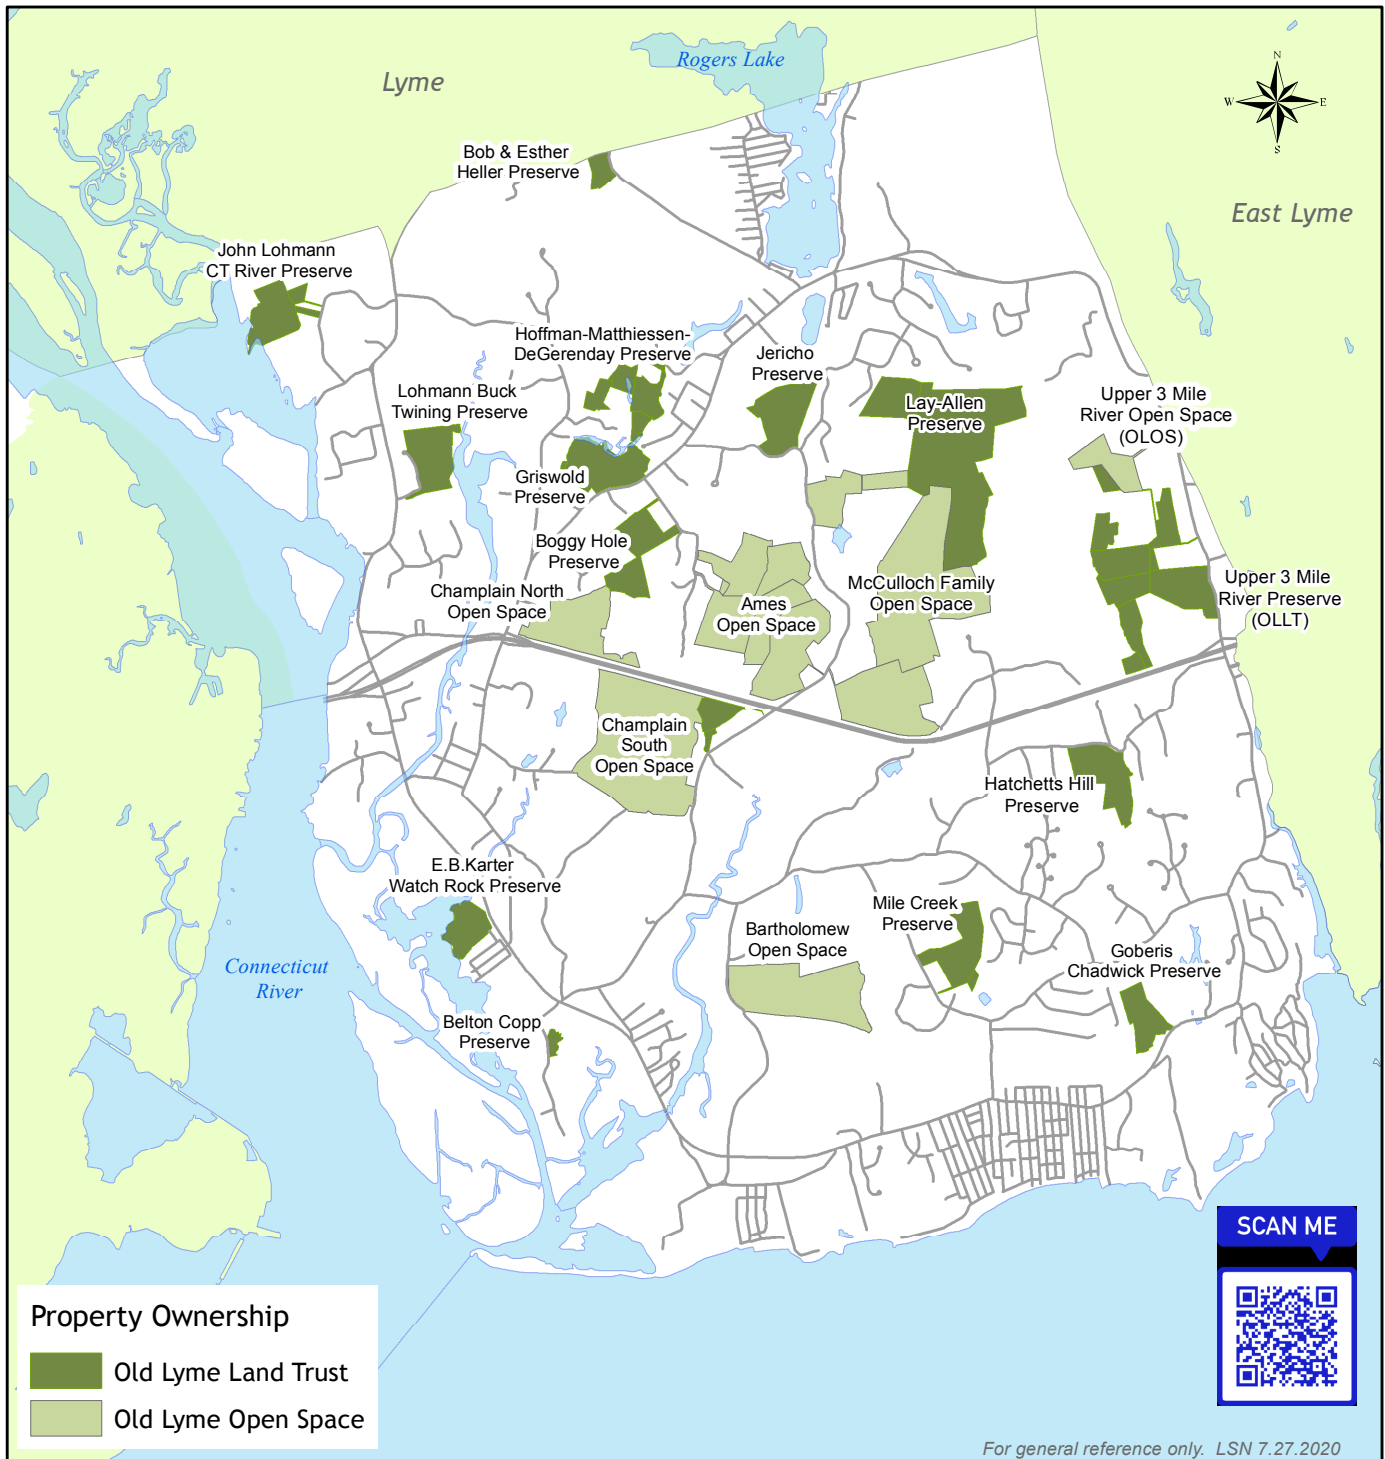 Rogers Lake
Lyme
N
W
E
S
Bob & Esther
Heller Preserve
East Lyme
John Lohmann
CT River Preserve
Hoffman-Matthiessen-
DeGerenday Preserve
Jericho
Preserve
Lohmann Buck
Twining Preserve
Lay-Allen
Preserve
Upper 3 Mile
River Open Space
(OLOS)
Griswold
Preserve
Boggy Hole
Preserve
Champlain North
Open Space
Ames
Open Space
McCulloch Family
Open Space
Upper 3 Mile
River Preserve
(OLLT)
Champlain
South
Open Space
Hatchetts Hill
Preserve
E.B.Karter
Watch Rock Preserve
Mile Creek
Preserve
Bartholomew
Open Space
Goberis
Chadwick Preserve
Connecticut
River
Belton Copp
Preserve
SCAN ME
Property Ownership
Old Lyme Land Trust
Old Lyme Open Space
For general reference only. LSN 7.27.2020